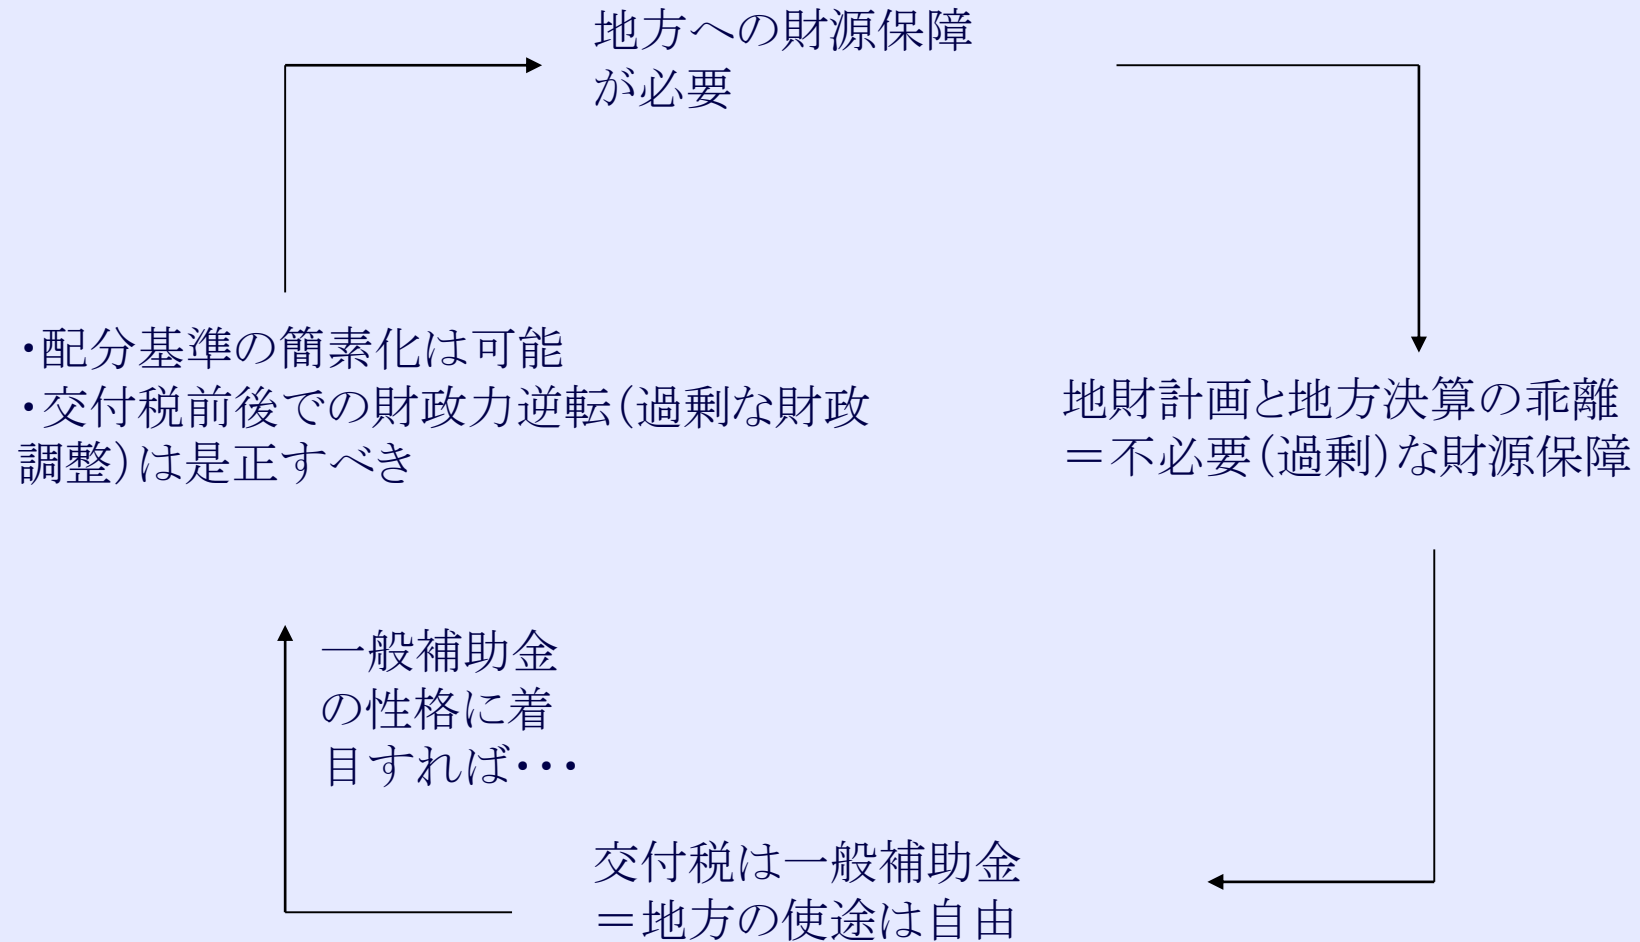 地方への財源保障
が必要
・配分基準の簡素化は可能
・交付税前後での財政力逆転(過剰な財政
調整)は是正すべき
地財計画と地方決算の乖離
=不必要(過剰)な財源保障
一般補助金
の性格に着
目すれば・・・
交付税は一般補助金
=地方の使途は自由